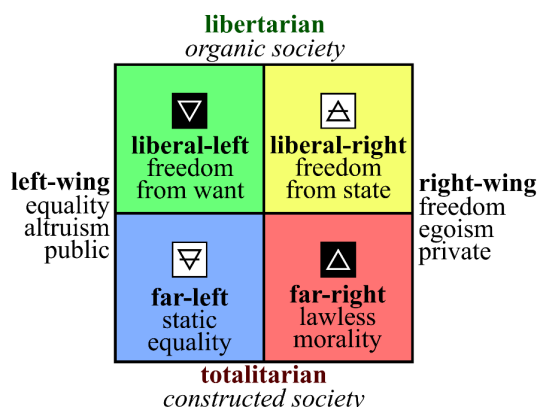 libertarian
organic society
liberal-left
freedom
from want
liberal-right
freedom
from state
left-wing
equality
altruism
public
right-wing
freedom
egoism
private
far-left
static
equality
far-right
lawless
morality
totalitarian
constructed society